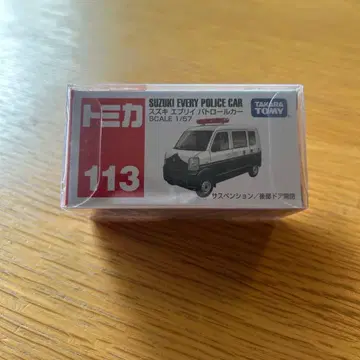 トミカ
113
SUZUKI EVERY POLICE CAR
スズキ エブリイ パトロールカー
SCALE 1/57
TAKARA
TOMY
サスペンション/後部ドア開閉